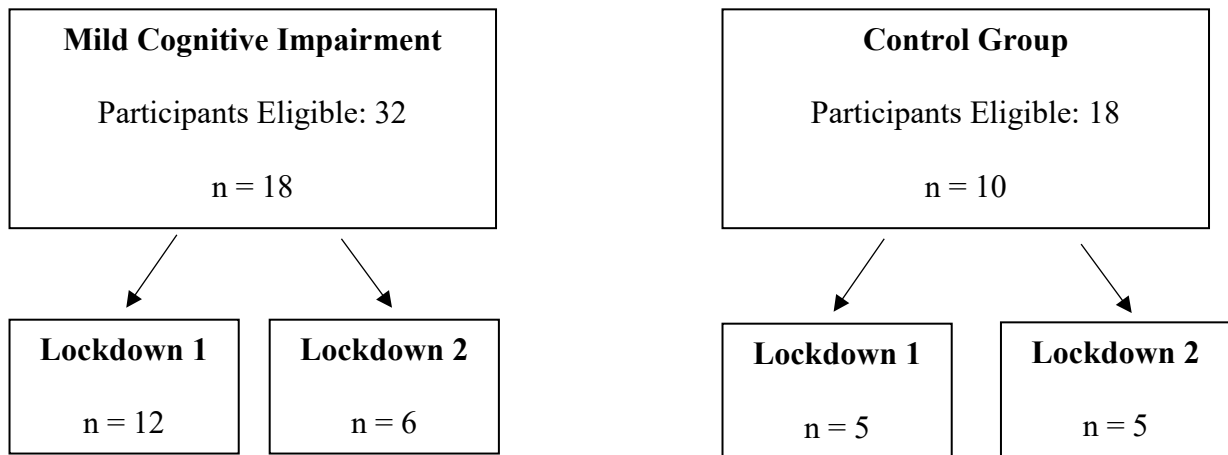 Mild Cognitive Impairment
Participants Eligible: 32
n = 18
Control Group
Participants Eligible: 18
n = 10
Lockdown 1
n = 12
Lockdown 2
n = 6
Lockdown 1
n = 5
Lockdown 2
n = 5